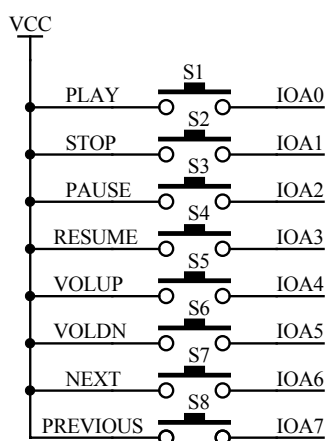 VCC
S1
PLAY IOA0
S2
STOP IOA1
S3
PAUSE IOA2
S4
RESUME IOA3
S5
VOLUP IOA4
S6
VOLDN IOA5
S7
NEXT IOA6
S8
PREVIOUS IOA7